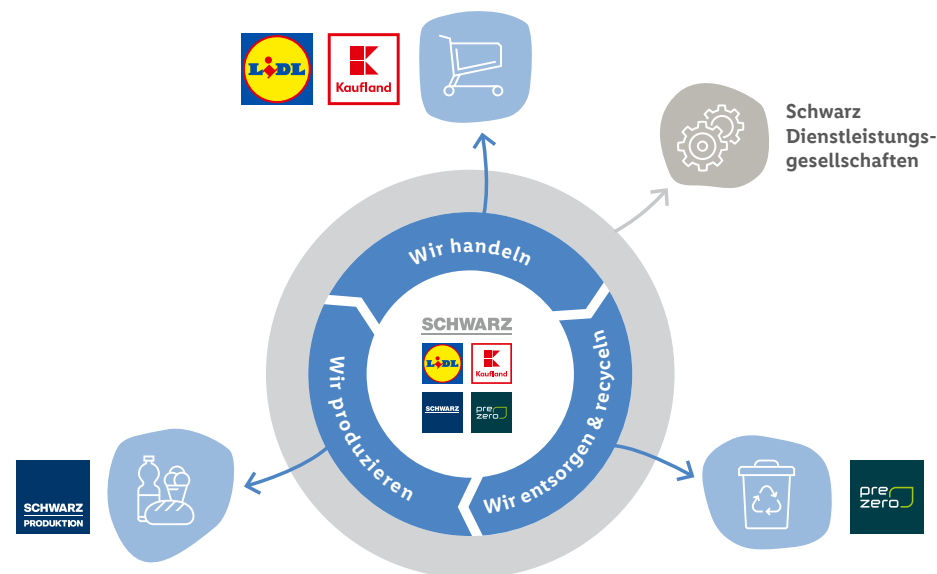 LiDL
Kaufland
Schwarz
Dienstleistungs-
gesellschaften
Wir handeln
SCHWARZ
LiDL
Kaufland
SCHWARZ
pre
zero
Wir produzieren
Wir entsorgen & recyceln
SCHWARZ
PRODUKTION
pre
zero